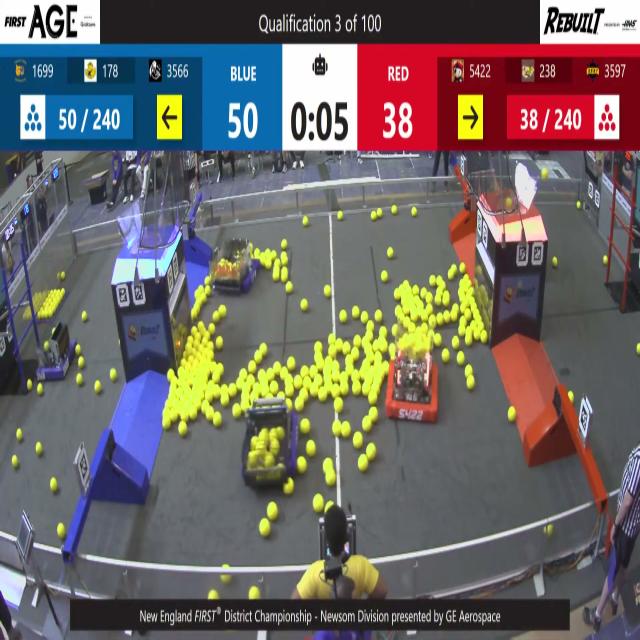 FIRST AGE
Qualification 3 of 100
REBUILT
1699 178 3566 BLUE RED 5422 238 3597
50 / 240 ← 50 0:05 38 → 38 / 240
REBUILT
5422
New England FIRST® District Championship - Newsom Division presented by GE Aerospace